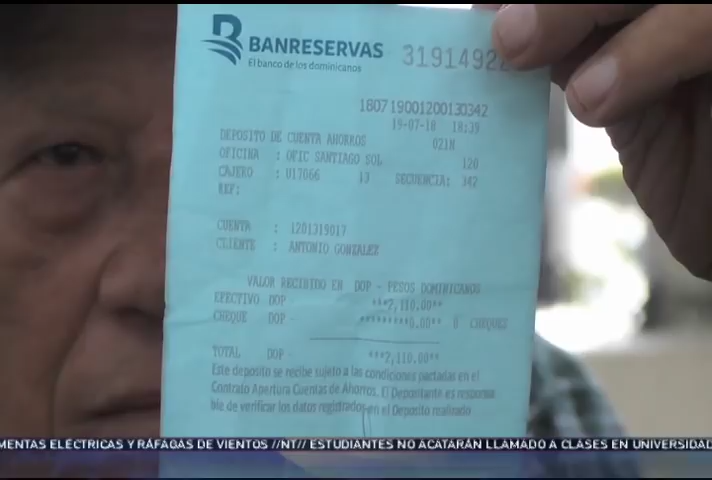 BANRESERVAS
El banco de los dominicanos
31914922
180719001200130342
19-07-18 18:39
DEPOSITO DE CUENTA AHORROS 0218
OFICINA : OFIC SANTIAGO SOL 120
CAJERO : U17066 13 SECUENCIA: 342
REF:
CUENTA : 1201319017
CLIENTE : ANTONIO GONZALEZ
VALOR RECIBIDO EN DOP - PESOS DOMINICANOS
EFECTIVO DOP ***2,110.00**
CHEQUE DOP - *********0.00** 0 CHEQUES
TOTAL DOP - ***2,110.00**
Este deposito se recibe sujeto a las condiciones pactadas en el
Contrato Apertura Cuentas de Ahorros. El Depositante es responsa
ble de verificar los datos registrados en el Deposito realizado
MENTAS ELÉCTRICAS Y RÁFAGAS DE VIENTOS //NT// ESTUDIANTES NO ACATARÁN LLAMADO A CLASES EN UNIVERSIDAD